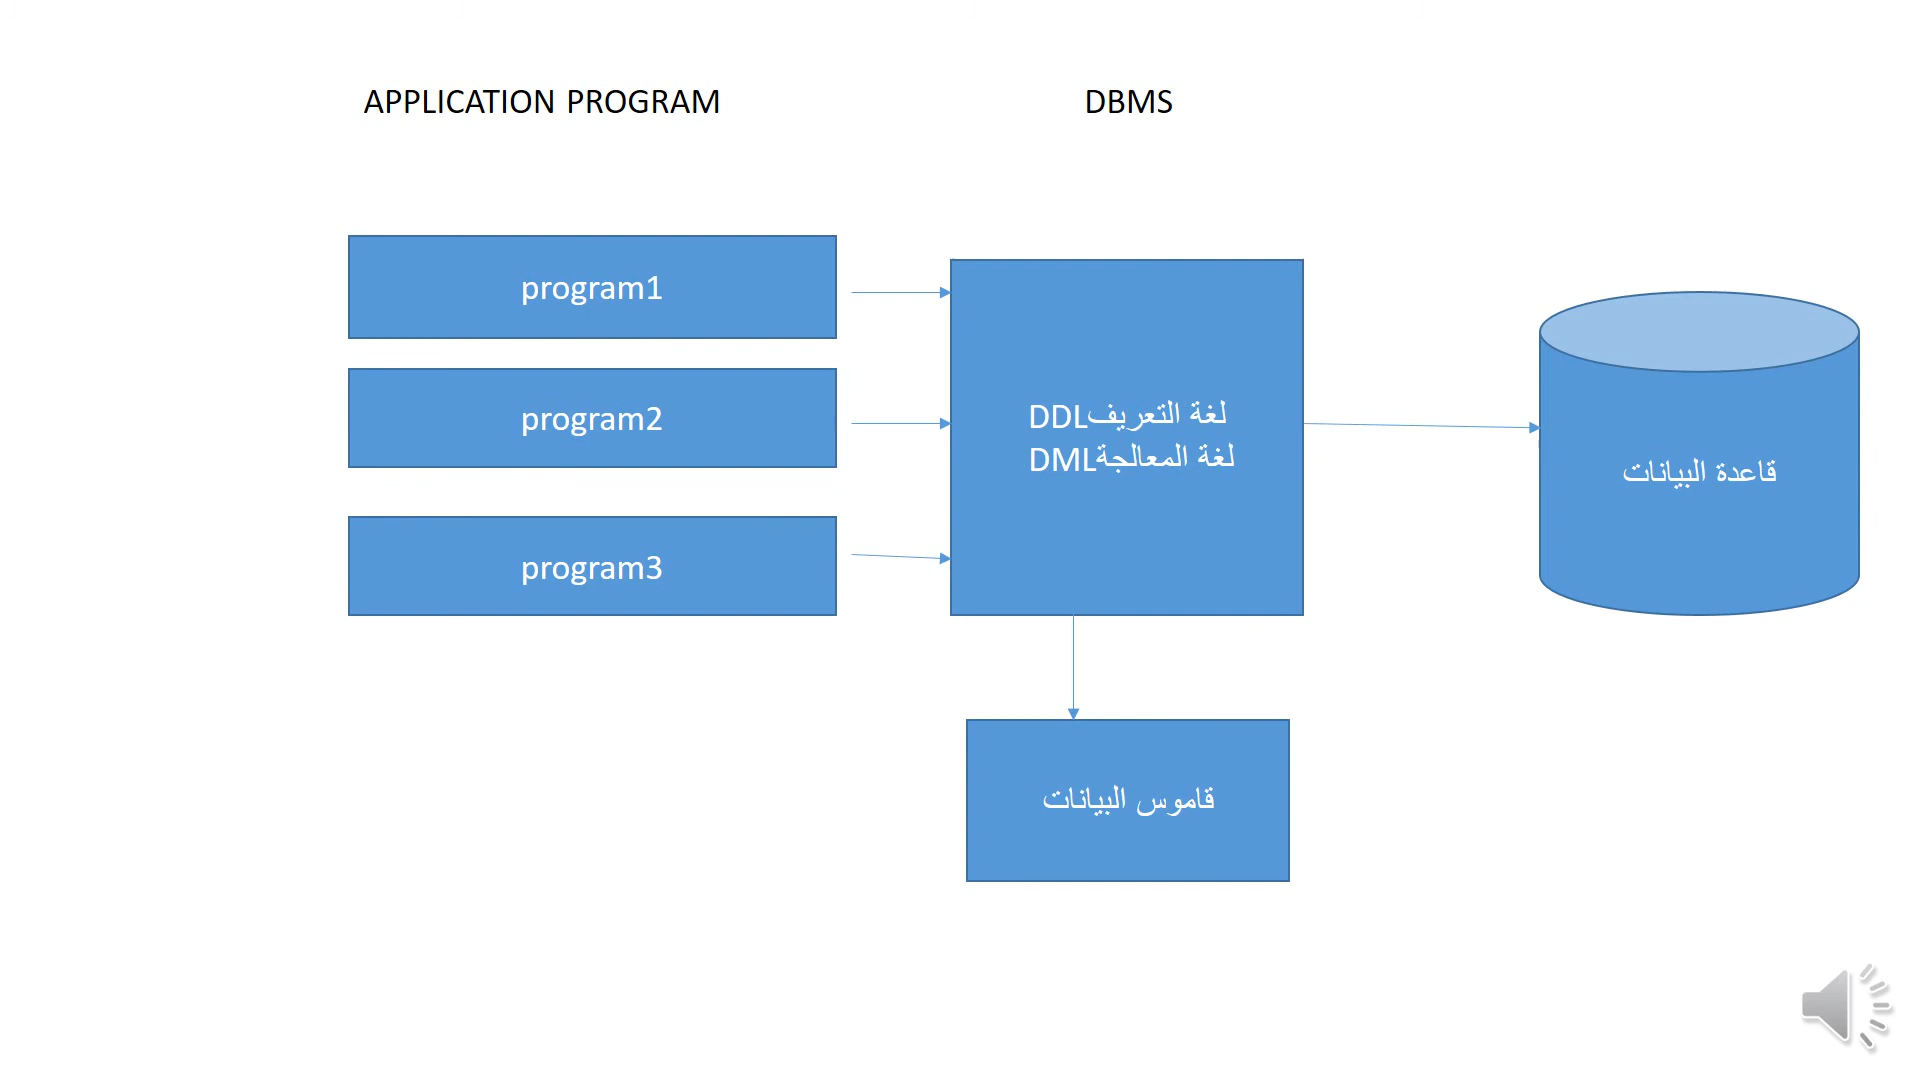 APPLICATION PROGRAM
DBMS
program1
program2
program3
لغة التعريفDDL
لغة المعالجةDML
قاعدة البيانات
قاموس البيانات